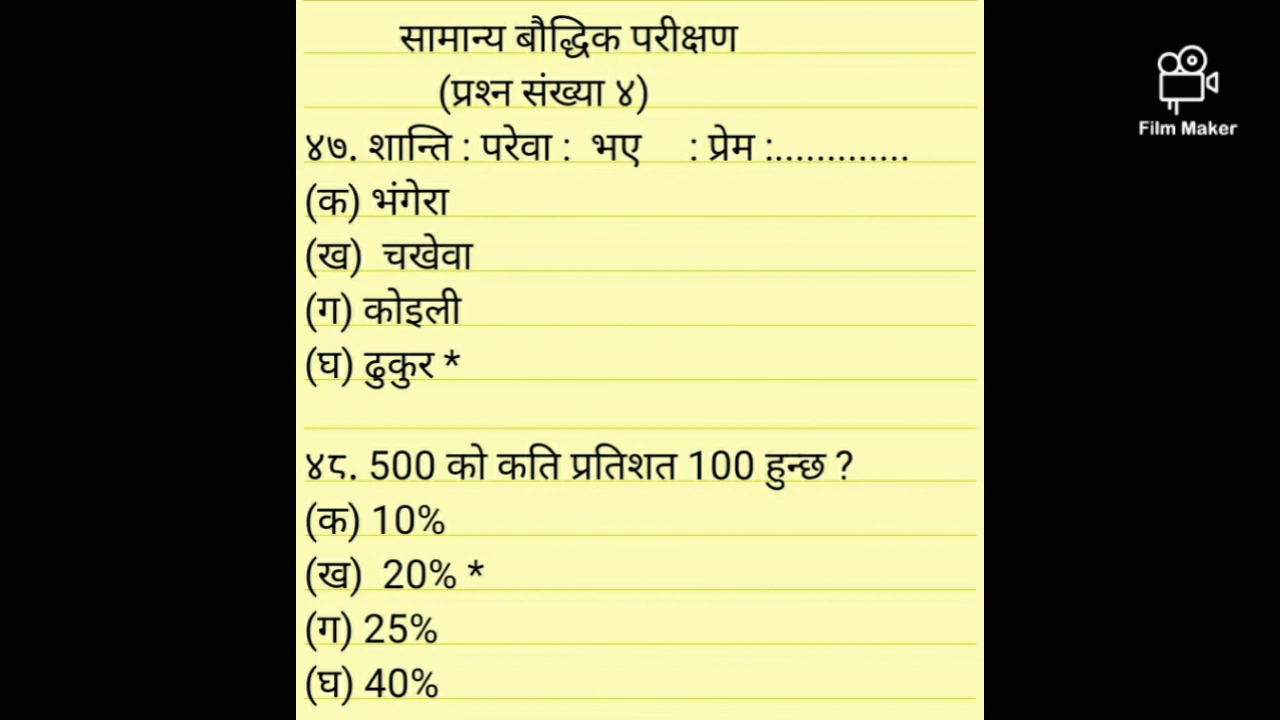 सामान्य बौद्धिक परीक्षण
(प्रश्न संख्या ४)
४७. शान्ति : परेवा : भए : प्रेम :.............
(क) भंगेरा
(ख) चखेवा
(ग) कोइली
(घ) ढुकुर *
४८. 500 को कति प्रतिशत 100 हुन्छ ?
(क) 10%
(ख) 20% *
(ग) 25%
(घ) 40%
Film Maker